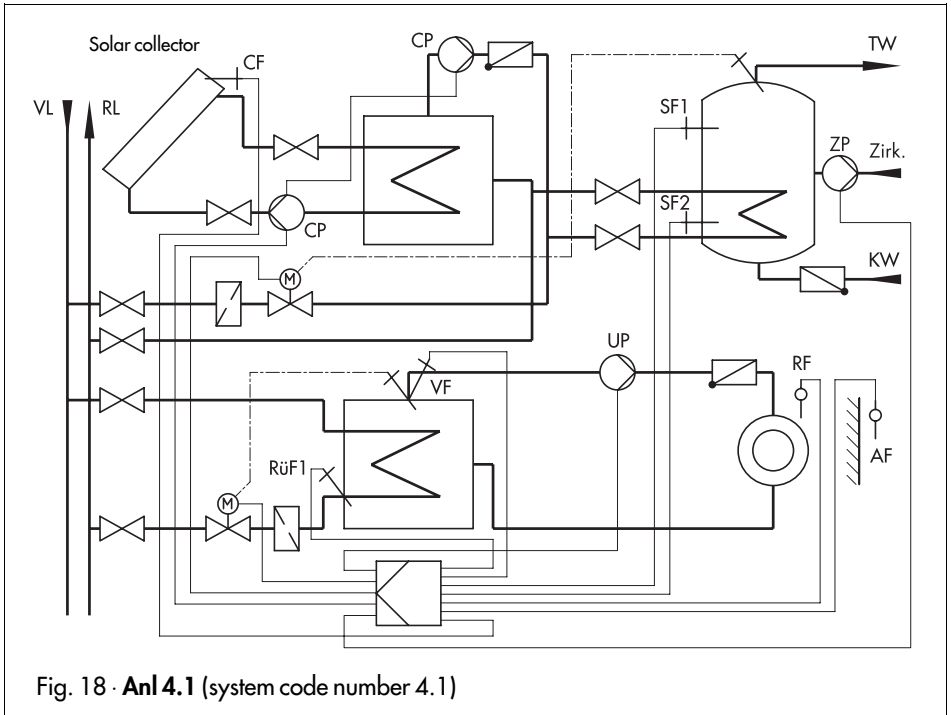 Solar collector
CF
CP
TW
VL
RL
SF1
ZP
Zirk.
SF2
CP
M
KW
UP
VF
RF
RüF1
AF
M
Fig. 18 · Anl 4.1 (system code number 4.1)